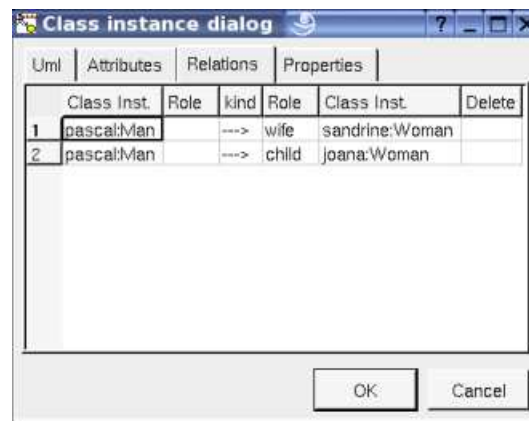 Class instance dialog ? _ □ ×
Uml Attributes Relations Properties
Class Inst. Role kind Role Class Inst. Delete
1 pascal:Man ---> wife sandrine:Woman
2 pascal:Man ---> child joana:Woman
OK Cancel